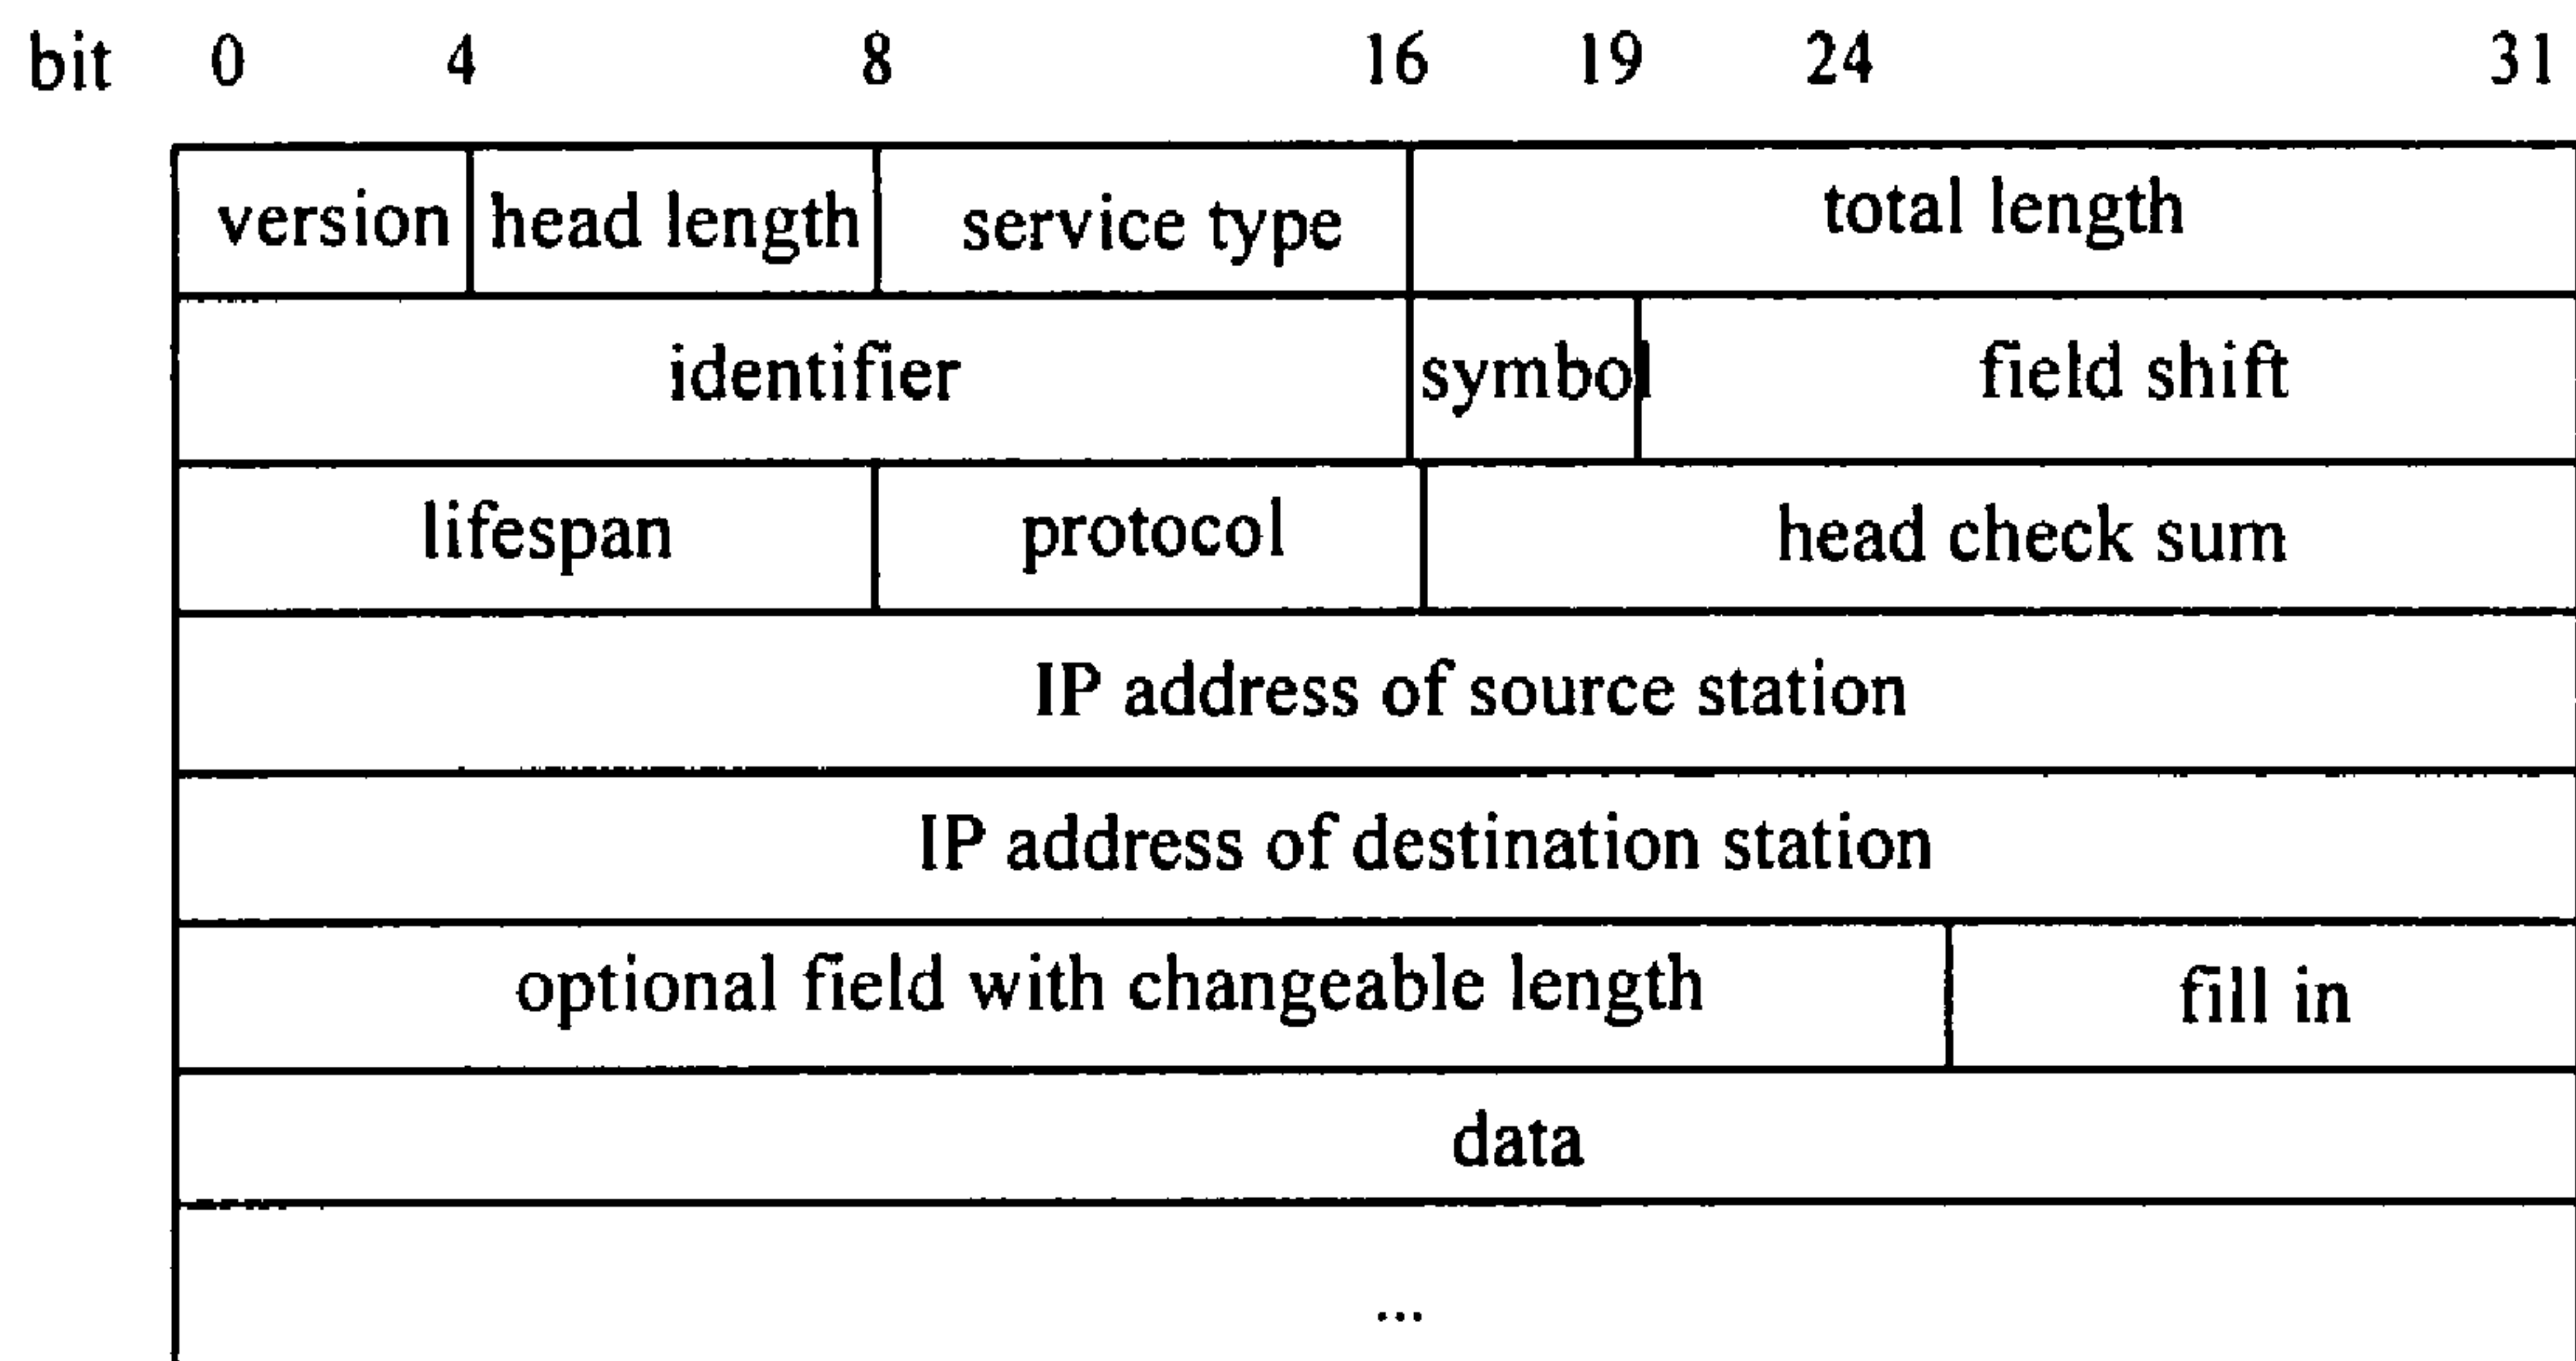 bit 0 4 8 16 19 24 31
version head length service type total length
identifier symbol field shift
lifespan protocol head check sum
IP address of source station
IP address of destination station
optional field with changeable length fill in
data
...